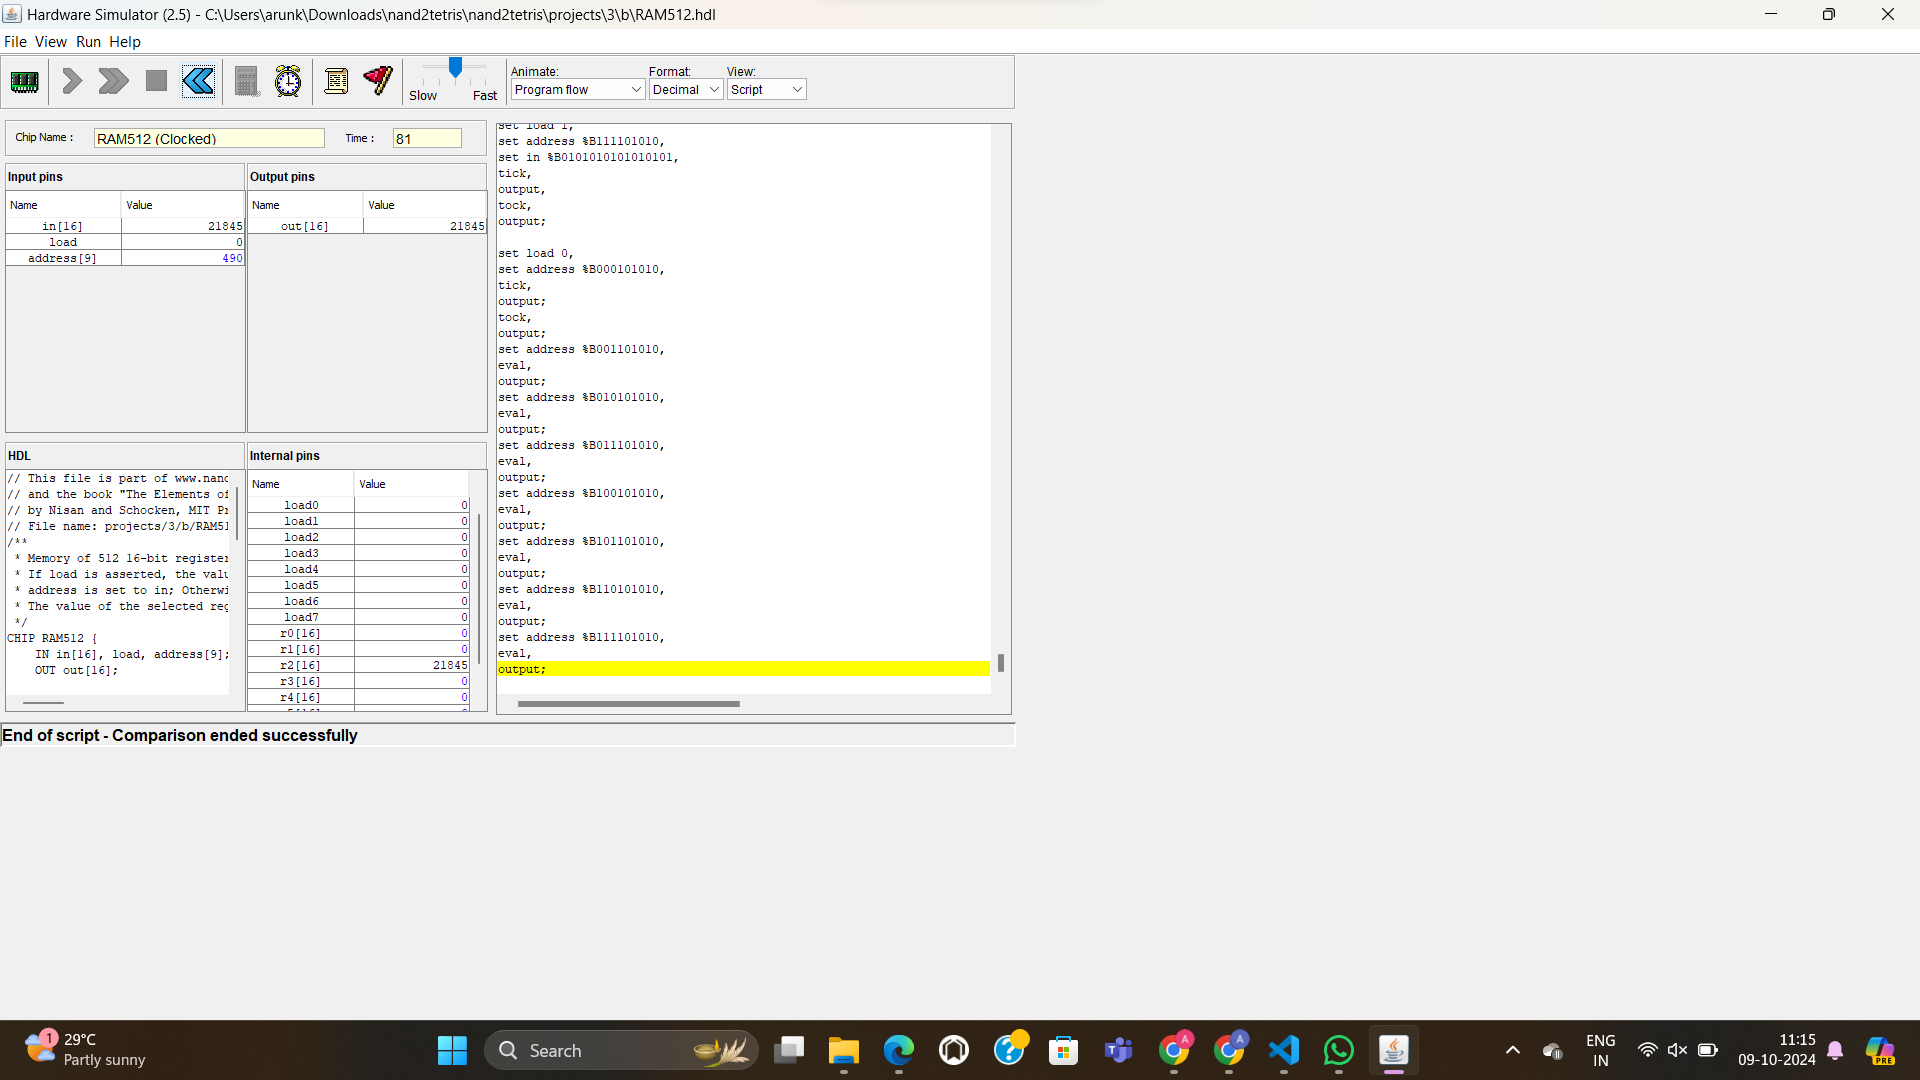 Hardware Simulator (2.5) - C:\Users\arunk\Downloads\nand2tetris\nand2tetris\projects\3\b\RAM512.hdl
File View Run Help
Slow Fast
Animate:
Program flow
Format:
Decimal
View:
Script
Chip Name : RAM512 (Clocked) Time : 81
Input pins
Name Value
in[16] 21845
load 0
address[9] 490
Output pins
Name Value
out[16] 21845
HDL
// This file is part of www.nand
// and the book "The Elements of
// by Nisan and Schocken, MIT Pr
// File name: projects/3/b/RAM51
/**
* Memory of 512 16-bit register
* If load is asserted, the valu
* address is set to in; Otherwi
* The value of the selected reg
*/
CHIP RAM512 {
IN in[16], load, address[9];
OUT out[16];
Internal pins
Name Value
load0 0
load1 0
load2 0
load3 0
load4 0
load5 0
load6 0
load7 0
r0[16] 0
r1[16] 0
r2[16] 21845
r3[16] 0
r4[16] 0
set load 1,
set address %B111101010,
set in %B0101010101010101,
tick,
output,
tock,
output;
set load 0,
set address %B000101010,
tick,
output;
tock,
output;
set address %B001101010,
eval,
output;
set address %B010101010,
eval,
output;
set address %B011101010,
eval,
output;
set address %B100101010,
eval,
output;
set address %B101101010,
eval,
output;
set address %B110101010,
eval,
output;
set address %B111101010,
eval,
output;
End of script - Comparison ended successfully
1
29°C
Partly sunny
Search
A
A
ENG
IN
11:15
09-10-2024
PRE